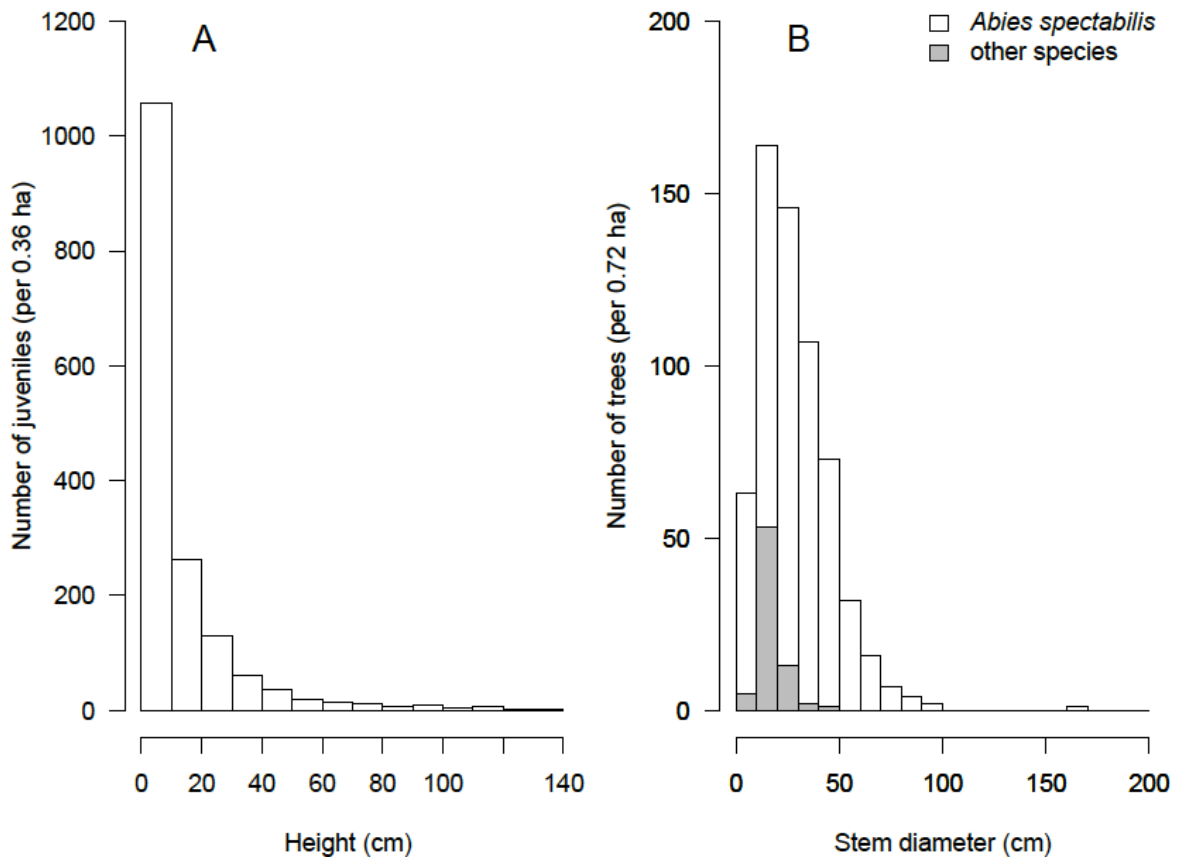 A
Number of juveniles (per 0.36 ha)
1200
1000
800
600
400
200
0
0 20 40 60 80 100 140
Height (cm)
B
Abies spectabilis
other species
Number of trees (per 0.72 ha)
200
150
100
50
0
0 50 100 150 200
Stem diameter (cm)